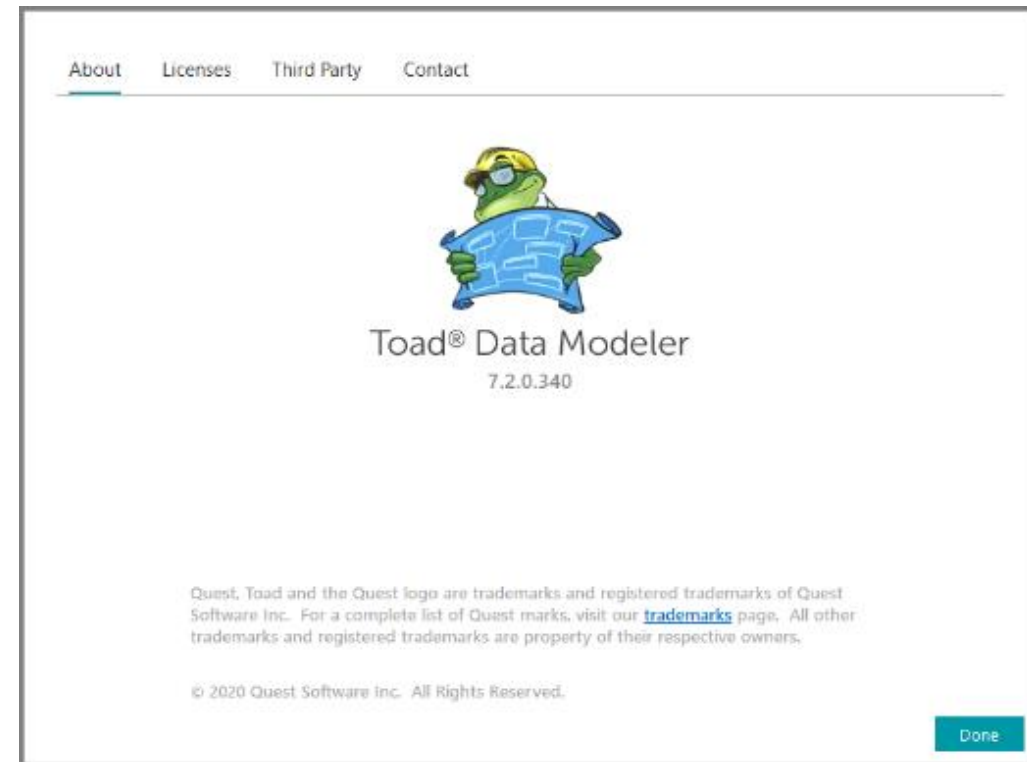 About Licenses Third Party Contact
Toad® Data Modeler
7.2.0.340
Quest, Toad and the Quest logo are trademarks and registered trademarks of Quest
Software Inc. For a complete list of Quest marks, visit our trademarks page. All other
trademarks and registered trademarks are property of their respective owners.
© 2020 Quest Software Inc. All Rights Reserved.
Done